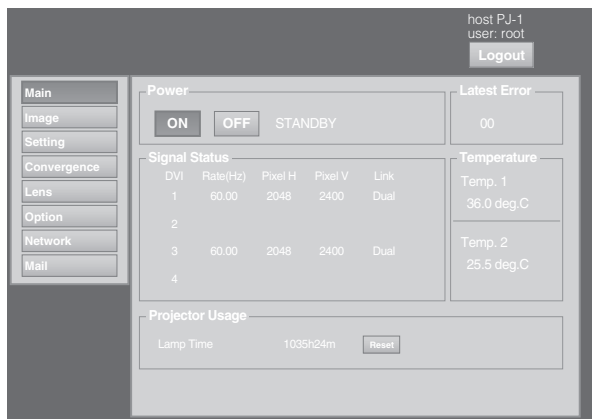 host PJ-1
user: root
Logout
Main
Image
Setting
Convergence
Lens
Option
Network
Mail
Power
ON OFF STANDBY
Latest Error
00
Signal Status
DVI Rate(Hz) Pixel H Pixel V Link
1 60.00 2048 2400 Dual
2
3 60.00 2048 2400 Dual
4
Temperature
Temp. 1
36.0 deg.C
Temp. 2
25.5 deg.C
Projector Usage
Lamp Time 1035h24m Reset